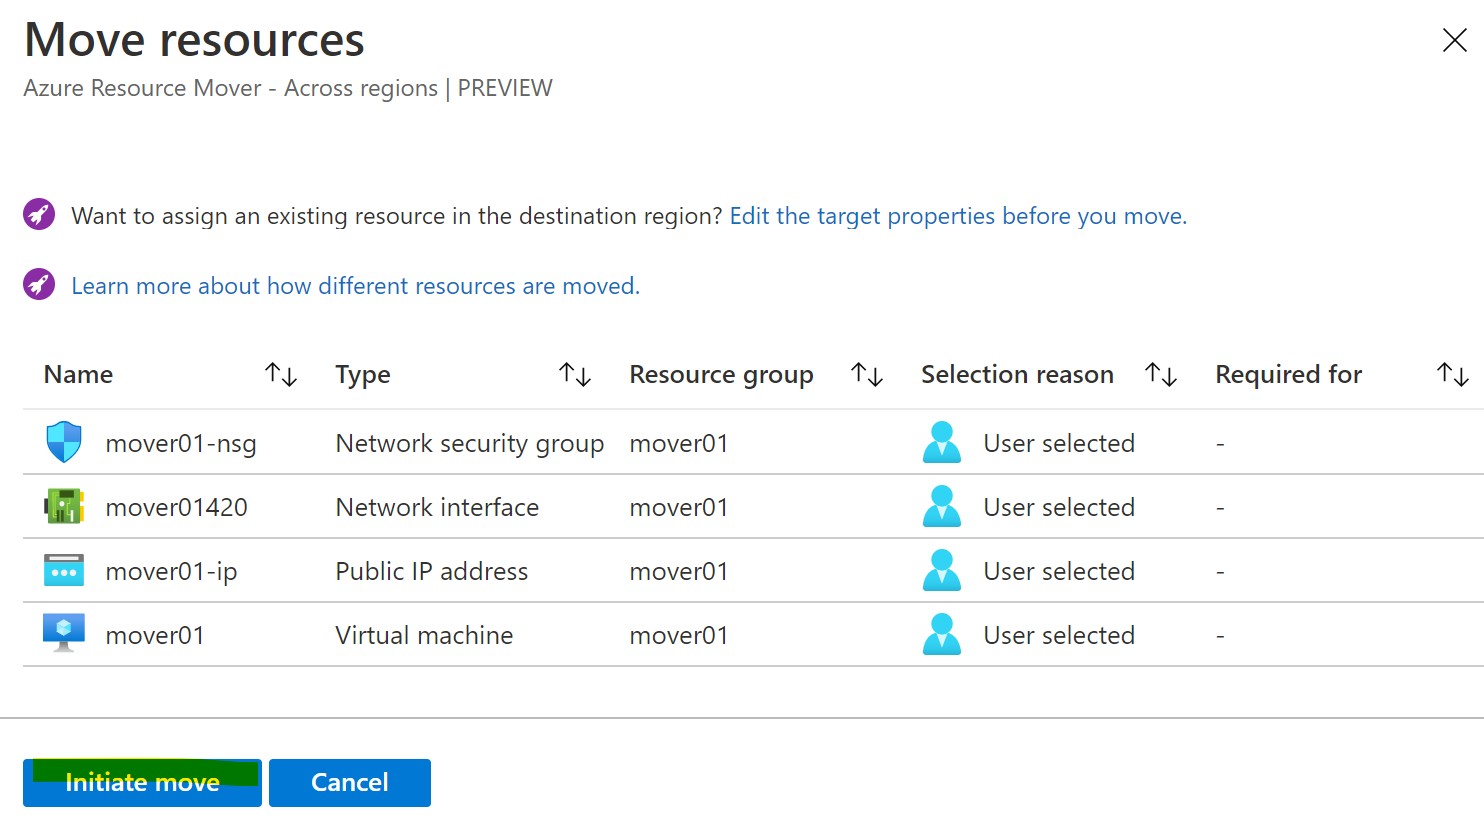 Move resources
Azure Resource Mover - Across regions | PREVIEW
Want to assign an existing resource in the destination region? Edit the target properties before you move.
Learn more about how different resources are moved.
Name Type Resource group Selection reason Required for
mover01-nsg Network security group mover01 User selected -
mover01420 Network interface mover01 User selected -
mover01-ip Public IP address mover01 User selected -
mover01 Virtual machine mover01 User selected -
Initiate move Cancel